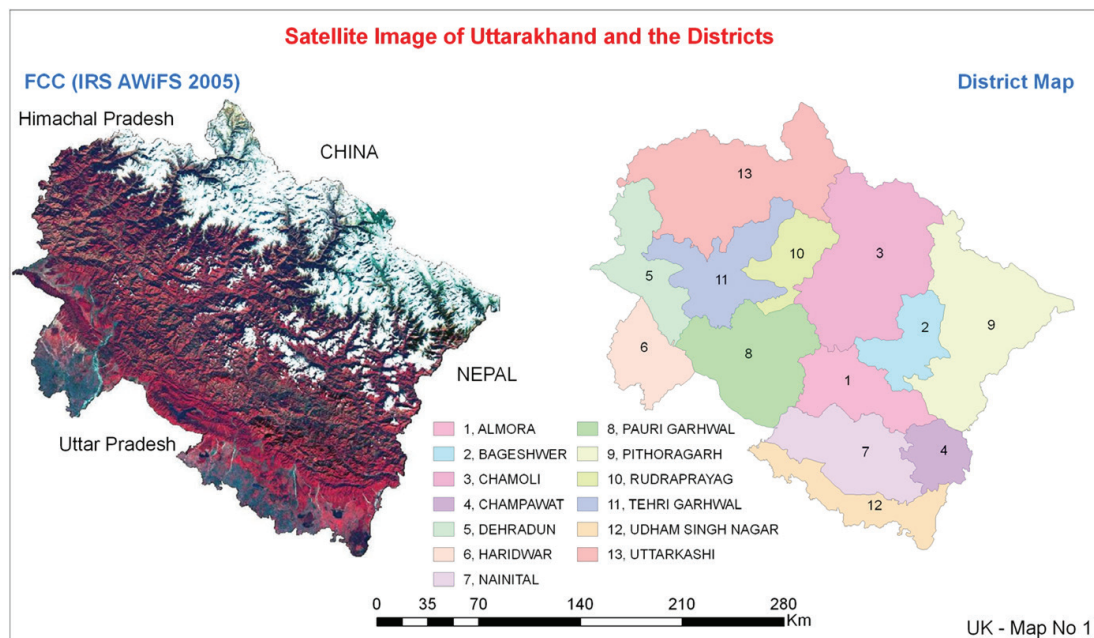 Satellite Image of Uttarakhand and the Districts
FCC (IRS AWiFS 2005)
District Map
Himachal Pradesh
CHINA
NEPAL
Uttar Pradesh
13
10
3
5
11
2
9
6
8
1
7
4
12
1, ALMORA
2, BAGESHWER
3, CHAMOLI
4, CHAMPAWAT
5, DEHRADUN
6, HARIDWAR
7, NAINITAL
8, PAURI GARHWAL
9, PITHORAGARH
10, RUDRAPRAYAG
11, TEHRI GARHWAL
12, UDHAM SINGH NAGAR
13, UTTARKASHI
0 35 70 140 210 280
Km
UK - Map No 1